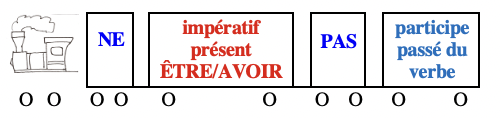 NE
impératif
présent
ÊTRE/AVOIR
PAS
participe
passé du
verbe
O O O O O O O O O O